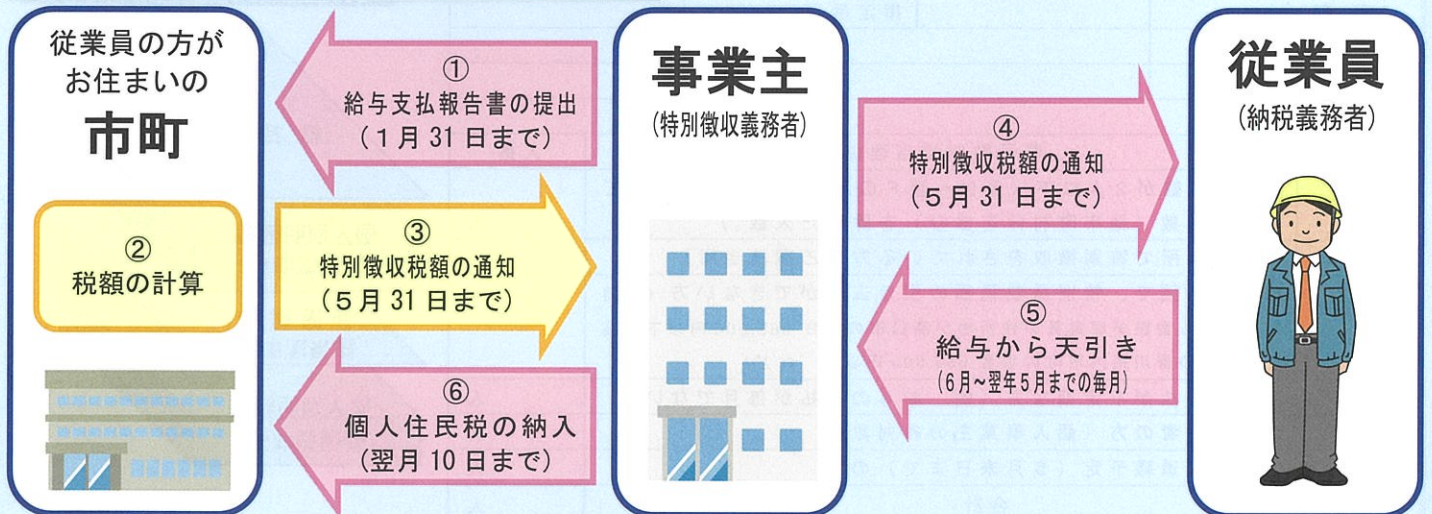 従業員の方が
お住まいの
市町
②
税額の計算
①
給与支払報告書の提出
(1月31日まで)
③
特別徴収税額の通知
(5月31日まで)
⑥
個人住民税の納入
(翌月10日まで)
事業主
(特別徴収義務者)
④
特別徴収税額の通知
(5月31日まで)
⑤
給与から天引き
(6月~翌年5月までの毎月)
従業員
(納税義務者)